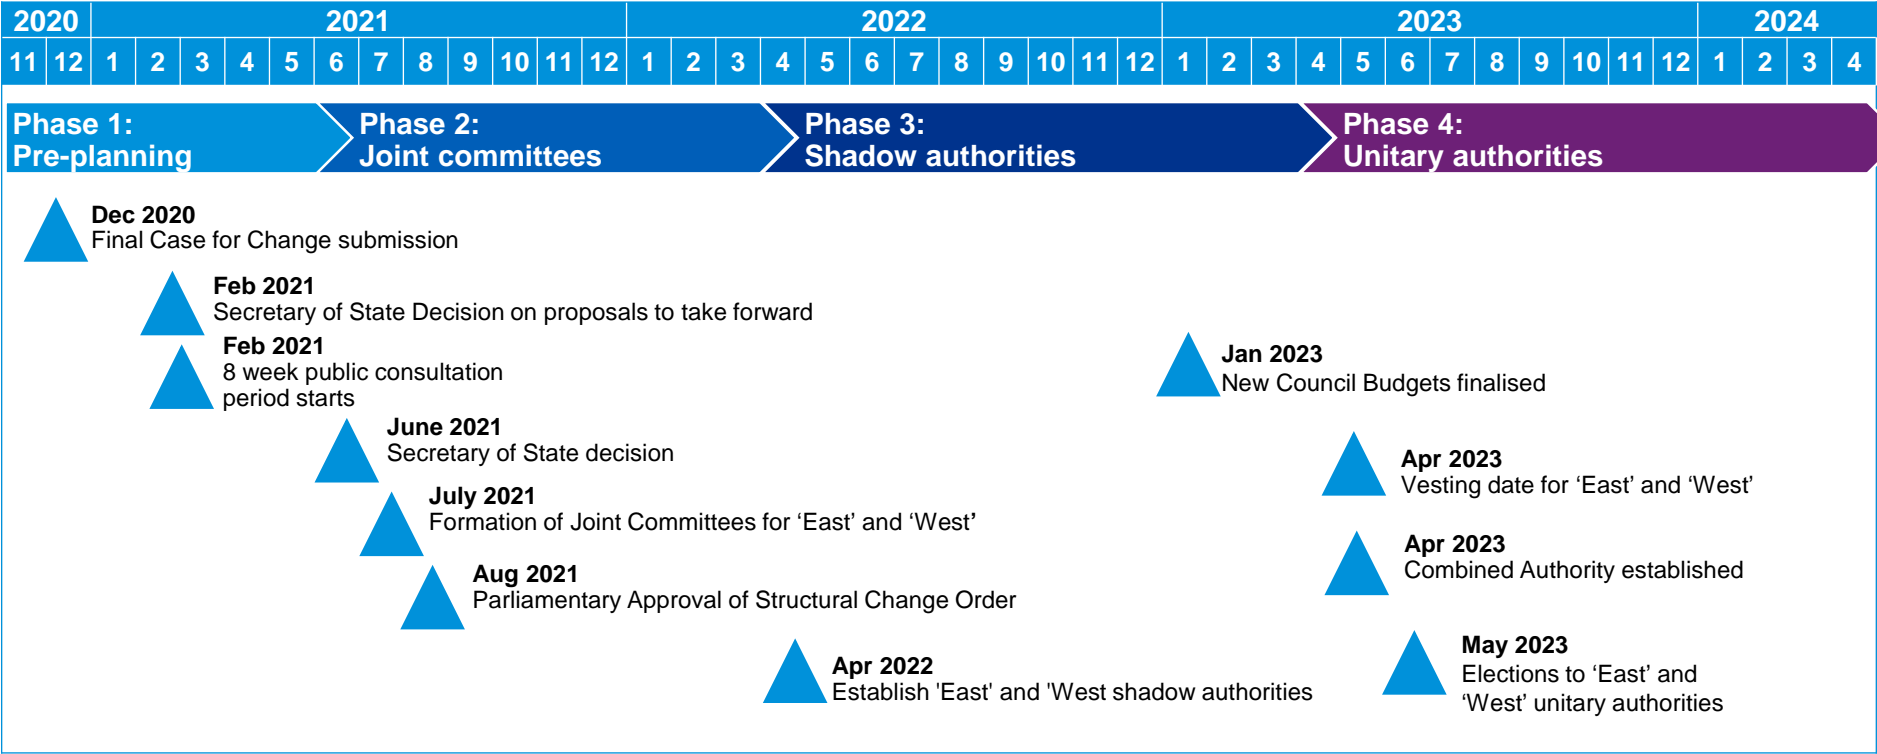 2020 2021 2022 2023 2024
11 12 1 2 3 4 5 6 7 8 9 10 11 12 1 2 3 4 5 6 7 8 9 10 11 12 1 2 3 4 5 6 7 8 9 10 11 12 1 2 3 4
Phase 1:
Pre-planning
Phase 2:
Joint committees
Phase 3:
Shadow authorities
Phase 4:
Unitary authorities
Dec 2020
Final Case for Change submission
Feb 2021
Secretary of State Decision on proposals to take forward
Feb 2021
8 week public consultation
period starts
June 2021
Secretary of State decision
July 2021
Formation of Joint Committees for ‘East’ and ‘West’
Aug 2021
Parliamentary Approval of Structural Change Order
Apr 2022
Establish 'East' and 'West shadow authorities
Jan 2023
New Council Budgets finalised
Apr 2023
Vesting date for ‘East’ and ‘West’
Apr 2023
Combined Authority established
May 2023
Elections to ‘East’ and
‘West’ unitary authorities